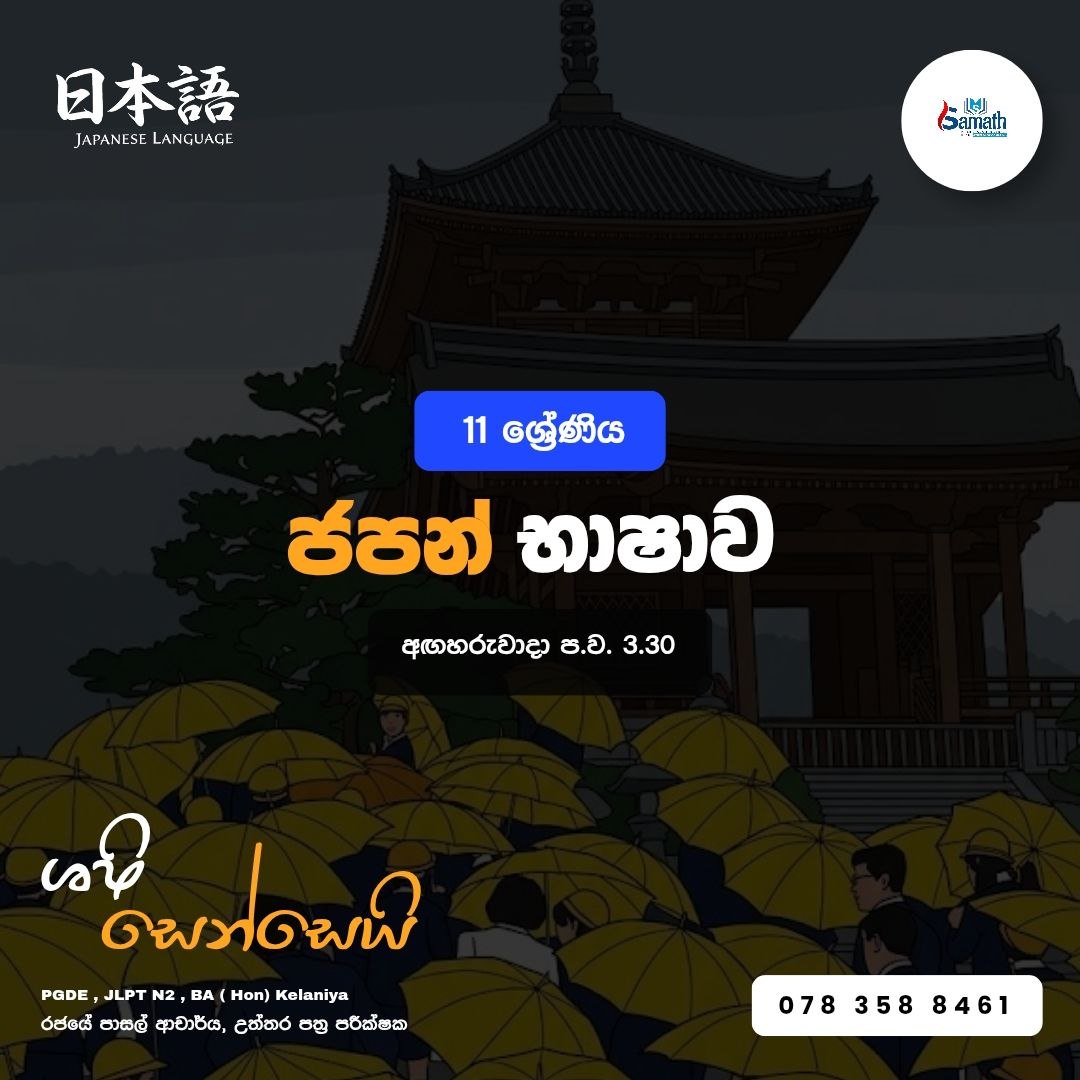 日本語
JAPANESE LANGUAGE
Samath
11 ශ්‍රේණිය
ජපන් භාෂාව
අඟහරුවාදා ප.ව. 3.30
ශෂි
සෙන්සෙයි
PGDE , JLPT N2 , BA ( Hon) Kelaniya
රජයේ පාසල් ආචාර්ය, උත්තර පත්‍ර පරීක්ෂක
078 358 8461